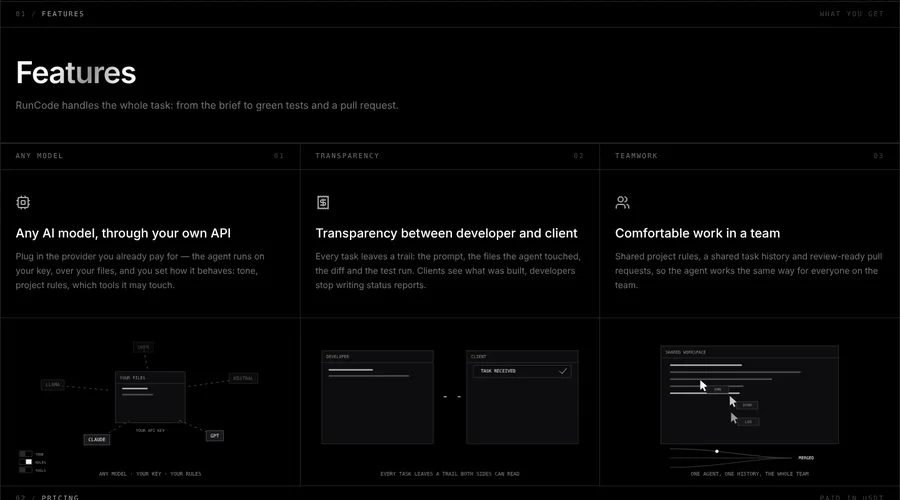 01 / FEATURES
WHAT YOU GET
Features
RunCode handles the whole task: from the brief to green tests and a pull request.
ANY MODEL 01
TRANSPARENCY 02
TEAMWORK 03
Any AI model, through your own API
Plug in the provider you already pay for — the agent runs on
your key, over your files, and you set how it behaves: tone,
project rules, which tools it may touch.
Transparency between developer and client
Every task leaves a trail: the prompt, the files the agent touched,
the diff and the test run. Clients see what was built, developers
stop writing status reports.
Comfortable work in a team
Shared project rules, a shared task history and review-ready pull
requests, so the agent works the same way for everyone on the
team.
LLAMA
MISTRAL
YOUR FILES
YOUR API KEY
CLAUDE
GPT
TONE
RULES
TOOLS
ANY MODEL · YOUR KEY · YOUR RULES
DEVELOPER
CLIENT
TASK RECEIVED
EVERY TASK LEAVES A TRAIL BOTH SIDES CAN READ
SHARED WORKSPACE
MERGED
ONE AGENT, ONE HISTORY, THE WHOLE TEAM
02 / PRICING
PAID IN USDT